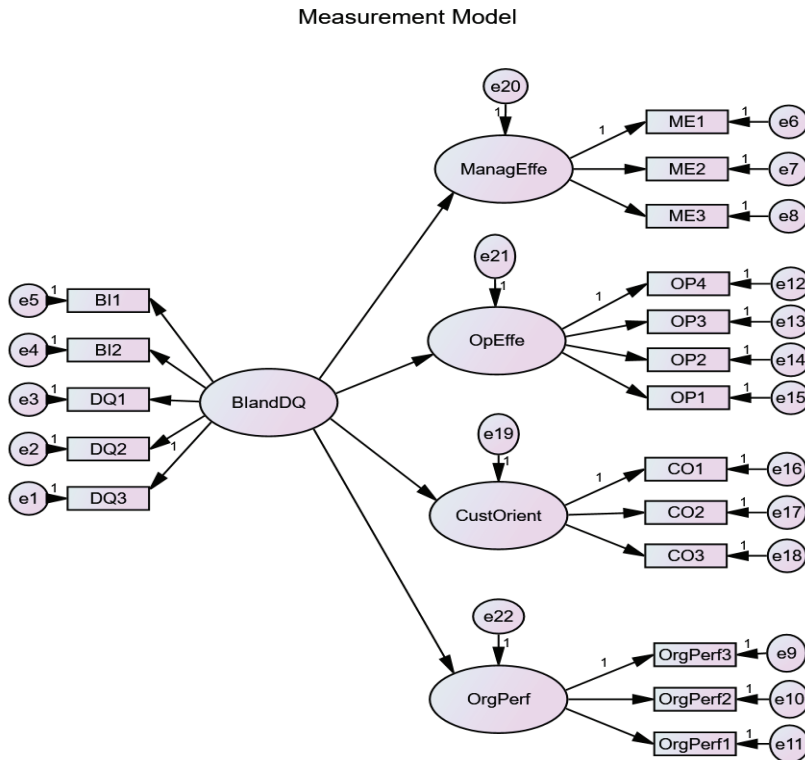 Measurement Model
e20
1
ManagEffe
1
ME1
1
e6
ME2
1
e7
ME3
1
e8
e21
1
OpEffe
1
OP4
1
e12
OP3
1
e13
OP2
1
e14
OP1
1
e15
e5
1
BI1
e4
1
BI2
e3
1
DQ1
e2
1
DQ2
e1
1
DQ3
1
BIandDQ
e19
1
CustOrient
1
CO1
1
e16
CO2
1
e17
CO3
1
e18
e22
1
OrgPerf
1
OrgPerf3
1
e9
OrgPerf2
1
e10
OrgPerf1
1
e11